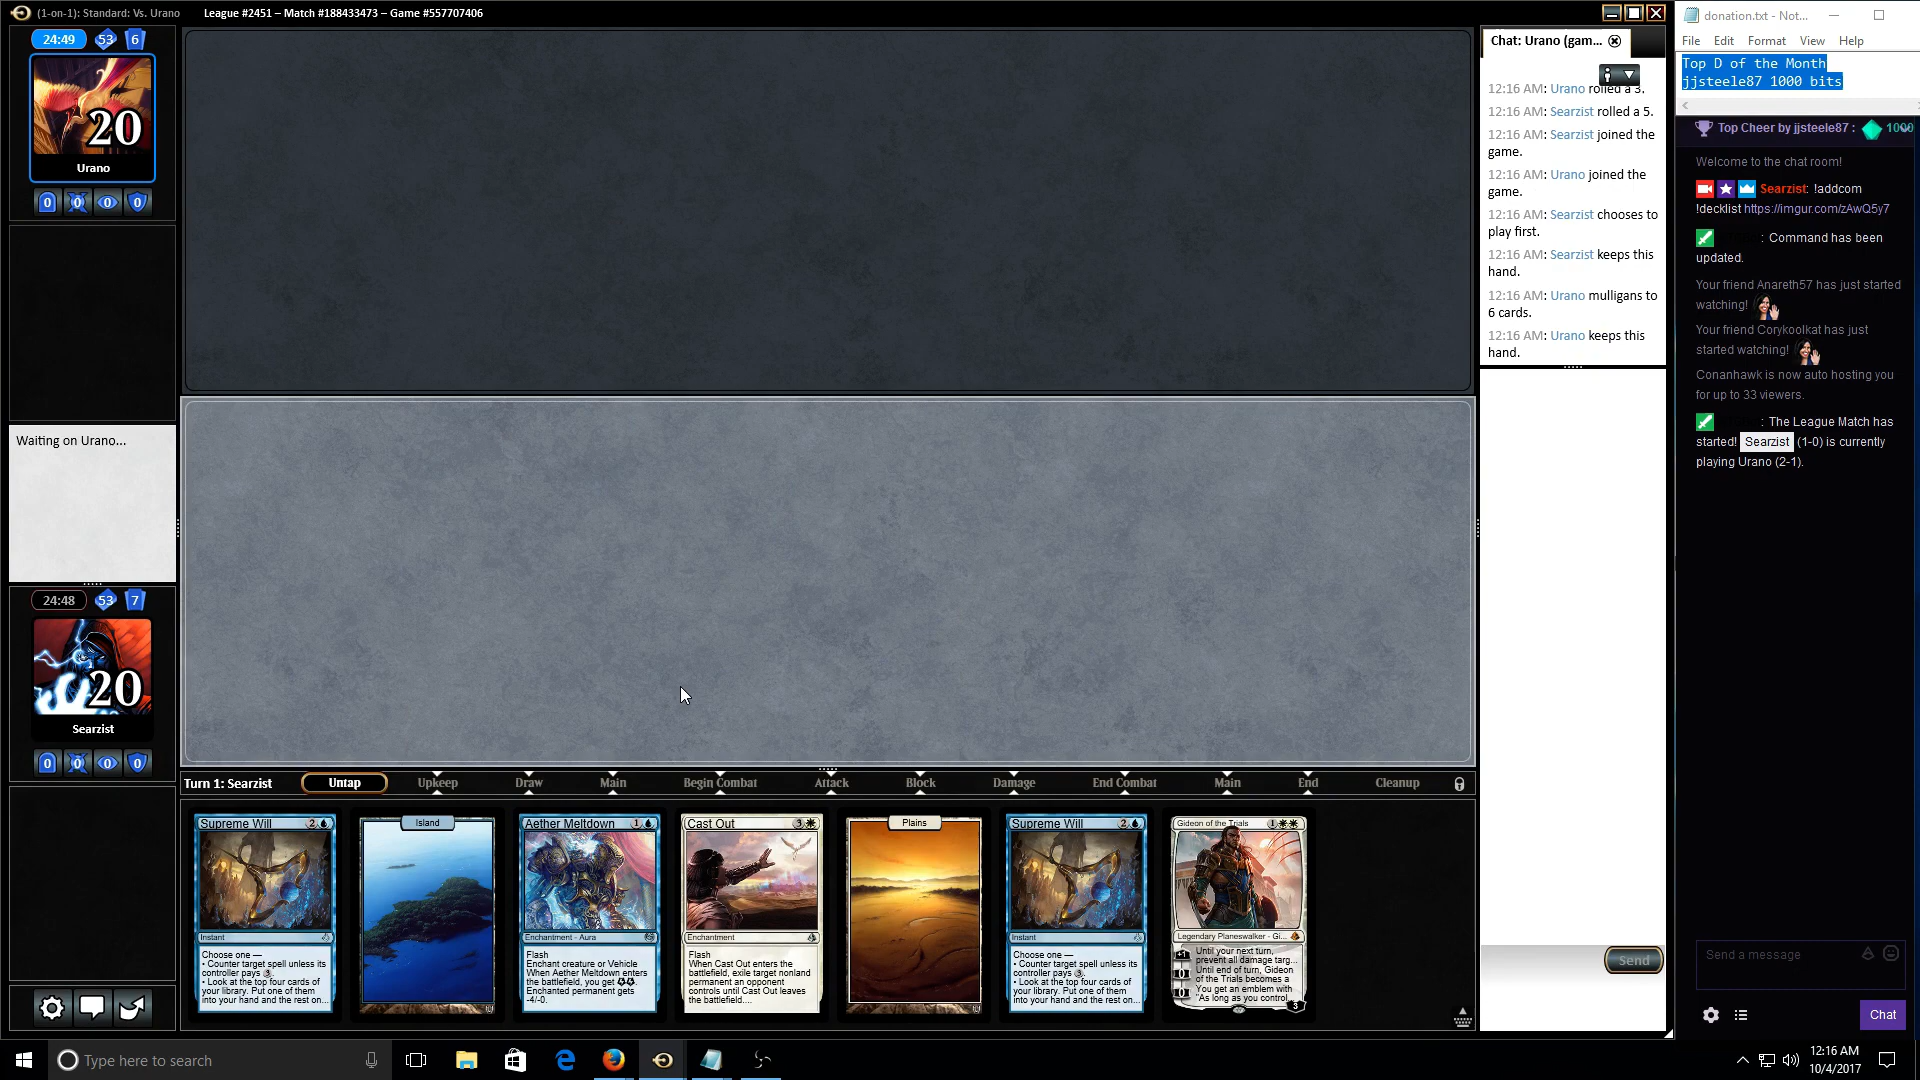 (1-on-1): Standard: Vs. Urano
League #2451 – Match #188433473 – Game #557707406
24:49 53 6
20
Urano
0 0 0 0
Waiting on Urano...
24:48 53 7
20
Searzist
0 0 0 0
Turn 1: Searzist
Untap Upkeep Draw Main Begin Combat Attack Block Damage End Combat Main End Cleanup
Supreme Will 2
Instant
Choose one —
• Counter target spell unless its
controller pays 3.
• Look at the top four cards of
your library. Put one of them
into your hand and the rest on...
Island
Aether Meltdown 1
Enchantment - Aura
Flash
Enchant creature or Vehicle
When Aether Meltdown enters
the battlefield, you get
Enchanted permanent gets
-4/-0.
Cast Out 3
Enchantment
Flash
When Cast Out enters the
battlefield, exile target nonland
permanent an opponent
controls until Cast Out leaves
the battlefield....
Plains
Supreme Will 2
Instant
Choose one —
• Counter target spell unless its
controller pays 3.
• Look at the top four cards of
your library. Put one of them
into your hand and the rest on...
Gideon of the Trials 1
Legendary Planeswalker - Gi...
+1 Until your next turn,
prevent all damage targ...
0 Until end of turn, Gideon
of the Trials becomes a
0 You get an emblem with
"As long as you control
3
Chat: Urano (gam...
12:16 AM: Urano rolled a 3.
12:16 AM: Searzist rolled a 5.
12:16 AM: Searzist joined the
game.
12:16 AM: Urano joined the
game.
12:16 AM: Searzist chooses to
play first.
12:16 AM: Searzist keeps this
hand.
12:16 AM: Urano mulligans to
6 cards.
12:16 AM: Urano keeps this
hand.
Send
donation.txt - Not...
File Edit Format View Help
Top D of the Month
jjsteele87 1000 bits
Top Cheer by jjsteele87 : 1000
Welcome to the chat room!
Searzist: !addcom
!decklist https://imgur.com/zAwQ5y7
: Command has been
updated.
Your friend Anareth57 has just started
watching!
Your friend Corykoolkat has just
started watching!
Conanhawk is now auto hosting you
for up to 33 viewers.
: The League Match has
started! Searzist (1-0) is currently
playing Urano (2-1).
Send a message
Chat
Type here to search
12:16 AM
10/4/2017